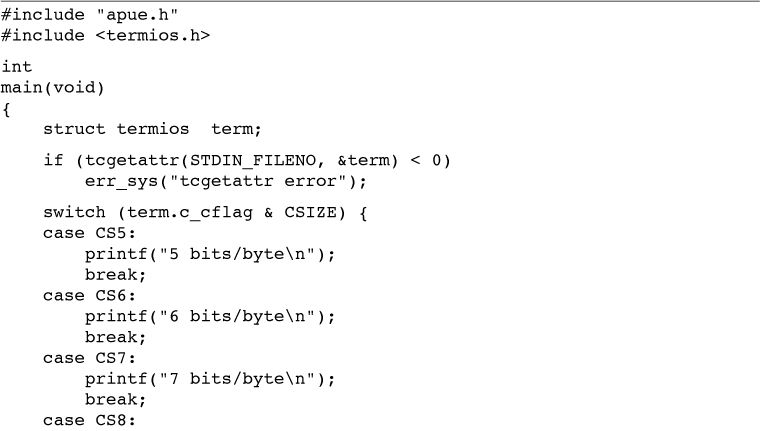 #include "apue.h"
#include <termios.h>
int
main(void)
{
    struct termios  term;
    if (tcgetattr(STDIN_FILENO, &term) < 0)
        err_sys("tcgetattr error");
    switch (term.c_cflag & CSIZE) {
    case CS5:
        printf("5 bits/byte\n");
        break;
    case CS6:
        printf("6 bits/byte\n");
        break;
    case CS7:
        printf("7 bits/byte\n");
        break;
    case CS8: